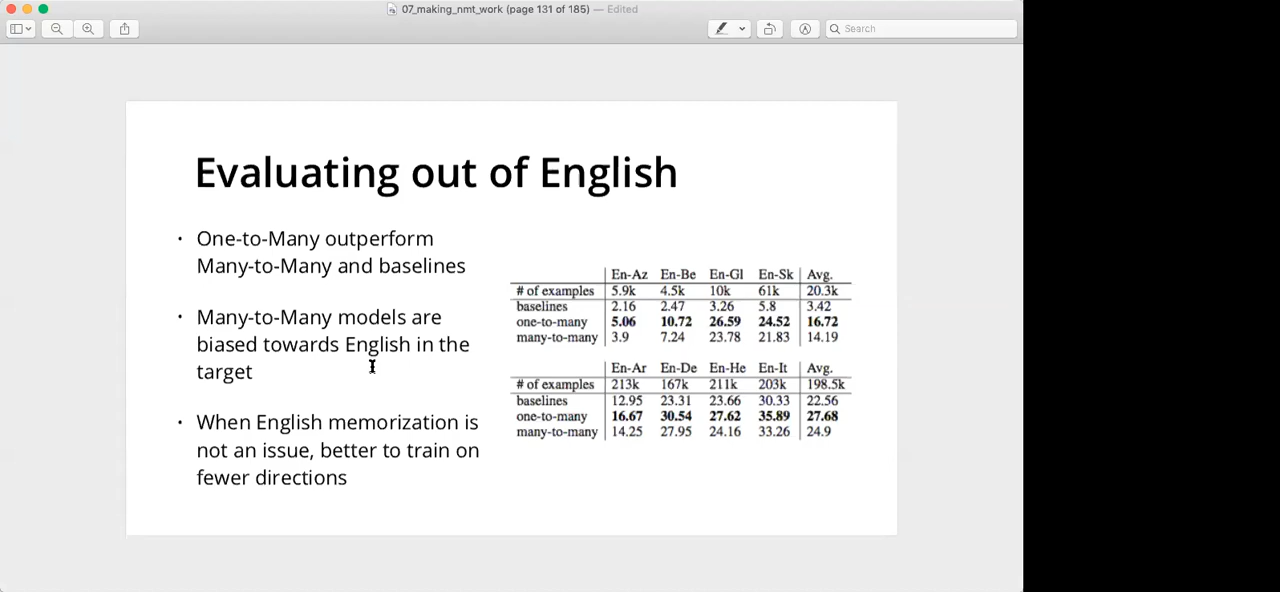 07_making_nmt_work (page 131 of 185) — Edited
Search
Evaluating out of English
• One-to-Many outperform
Many-to-Many and baselines
• Many-to-Many models are
biased towards English in the
target
• When English memorization is
not an issue, better to train on
fewer directions
En-Az En-Be En-Gl En-Sk Avg.
# of examples 5.9k 4.5k 10k 61k 20.3k
baselines 2.16 2.47 3.26 5.8 3.42
one-to-many 5.06 10.72 26.59 24.52 16.72
many-to-many 3.9 7.24 23.78 21.83 14.19
En-Ar En-De En-He En-It Avg.
# of examples 213k 167k 211k 203k 198.5k
baselines 12.95 23.31 23.66 30.33 22.56
one-to-many 16.67 30.54 27.62 35.89 27.68
many-to-many 14.25 27.95 24.16 33.26 24.9